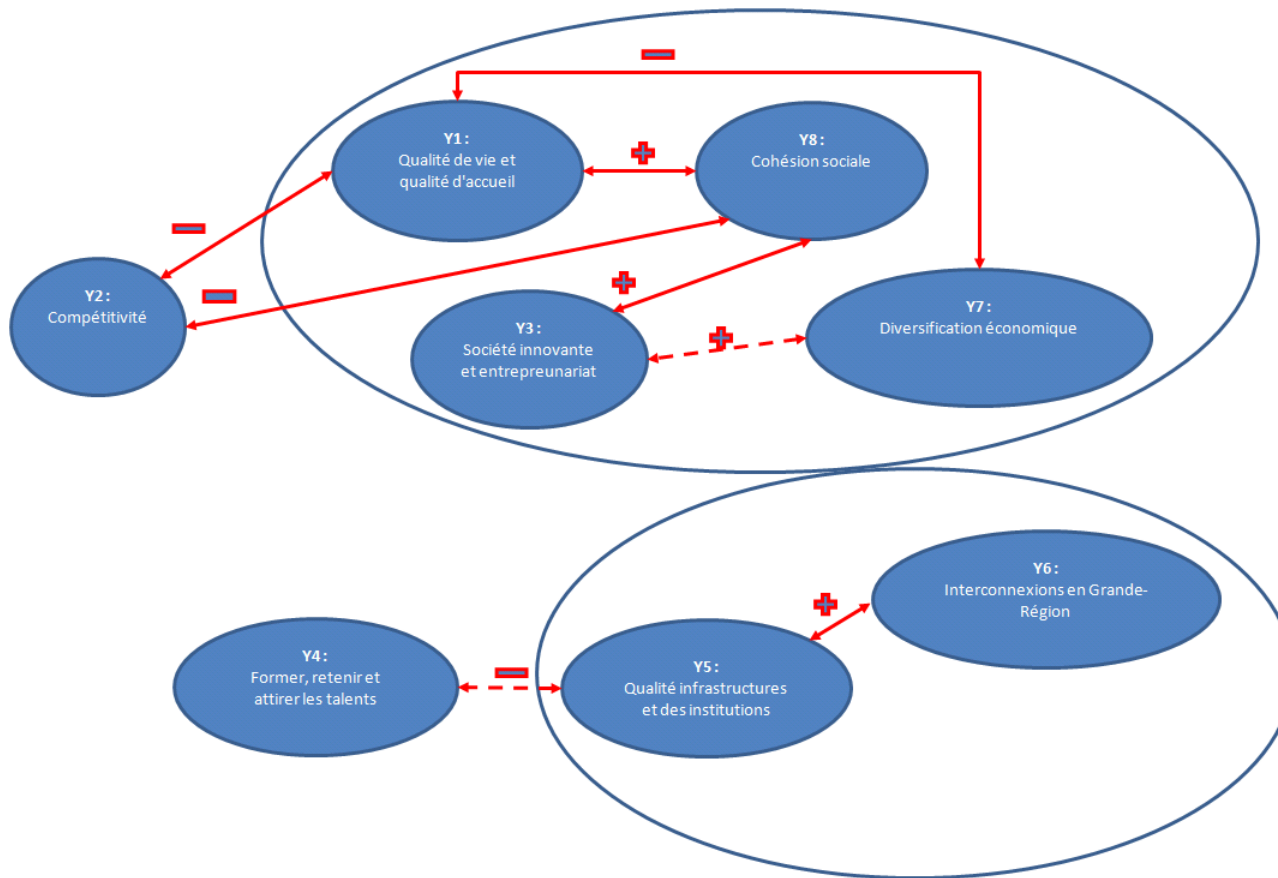 Y1 :
Qualité de vie et
qualité d'accueil
Y8 :
Cohésion sociale
Y2 :
Compétitivité
Y3 :
Société innovante
et entrepreunariat
Y7 :
Diversification économique
Y6 :
Interconnexions en Grande-
Région
Y4 :
Former, retenir et
attirer les talents
Y5 :
Qualité infrastructures
et des institutions